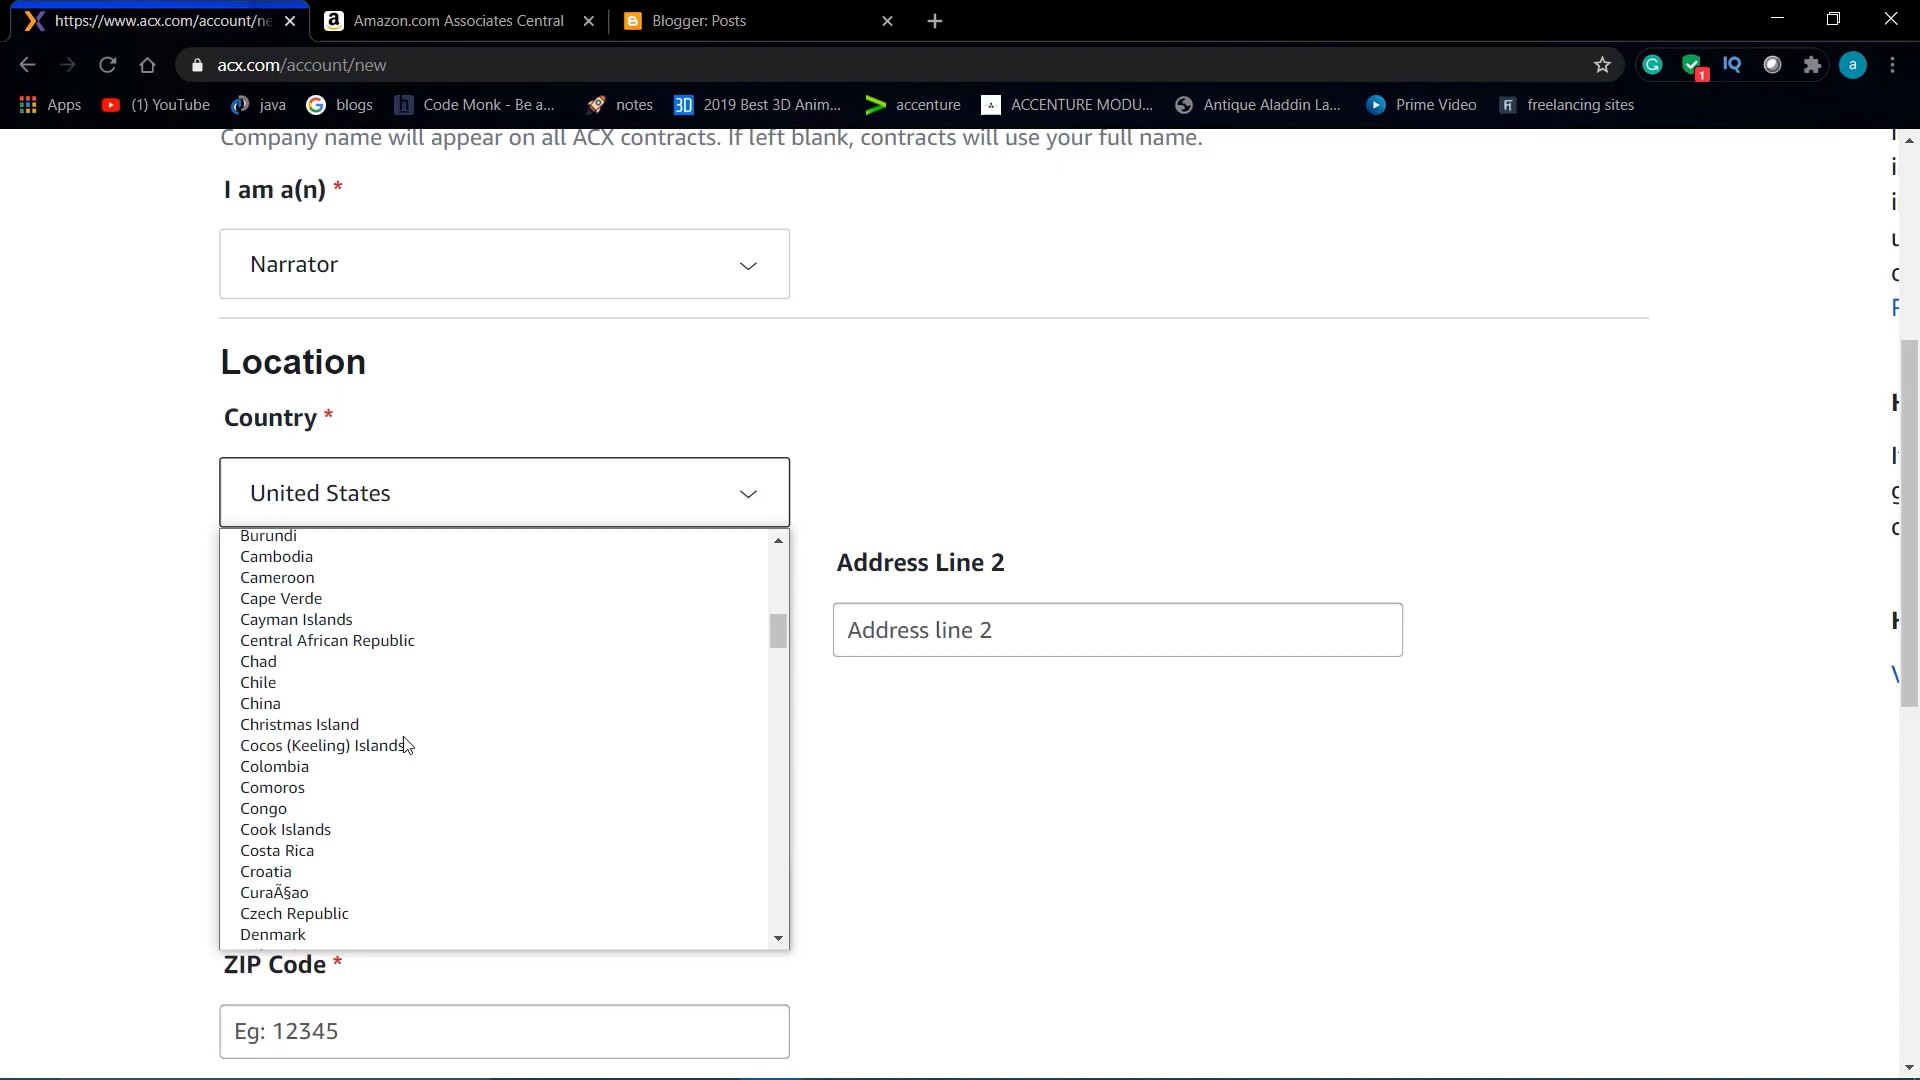 https://www.acx.com/account/ne
Amazon.com Associates Central
Blogger: Posts
acx.com/account/new
1
IQ
a
Apps
(1) YouTube
java
blogs
Code Monk - Be a...
notes
3D
2019 Best 3D Anim...
accenture
ACCENTURE MODU...
Antique Aladdin La...
Prime Video
freelancing sites
Company name will appear on all ACX contracts. If left blank, contracts will use your full name.
I am a(n) *
Narrator
Location
Country *
United States
Burundi
Cambodia
Cameroon
Cape Verde
Cayman Islands
Central African Republic
Chad
Chile
China
Christmas Island
Cocos (Keeling) Islands
Colombia
Comoros
Congo
Cook Islands
Costa Rica
Croatia
CuraÃ§ao
Czech Republic
Denmark
Address Line 2
Address line 2
ZIP Code *
Eg: 12345